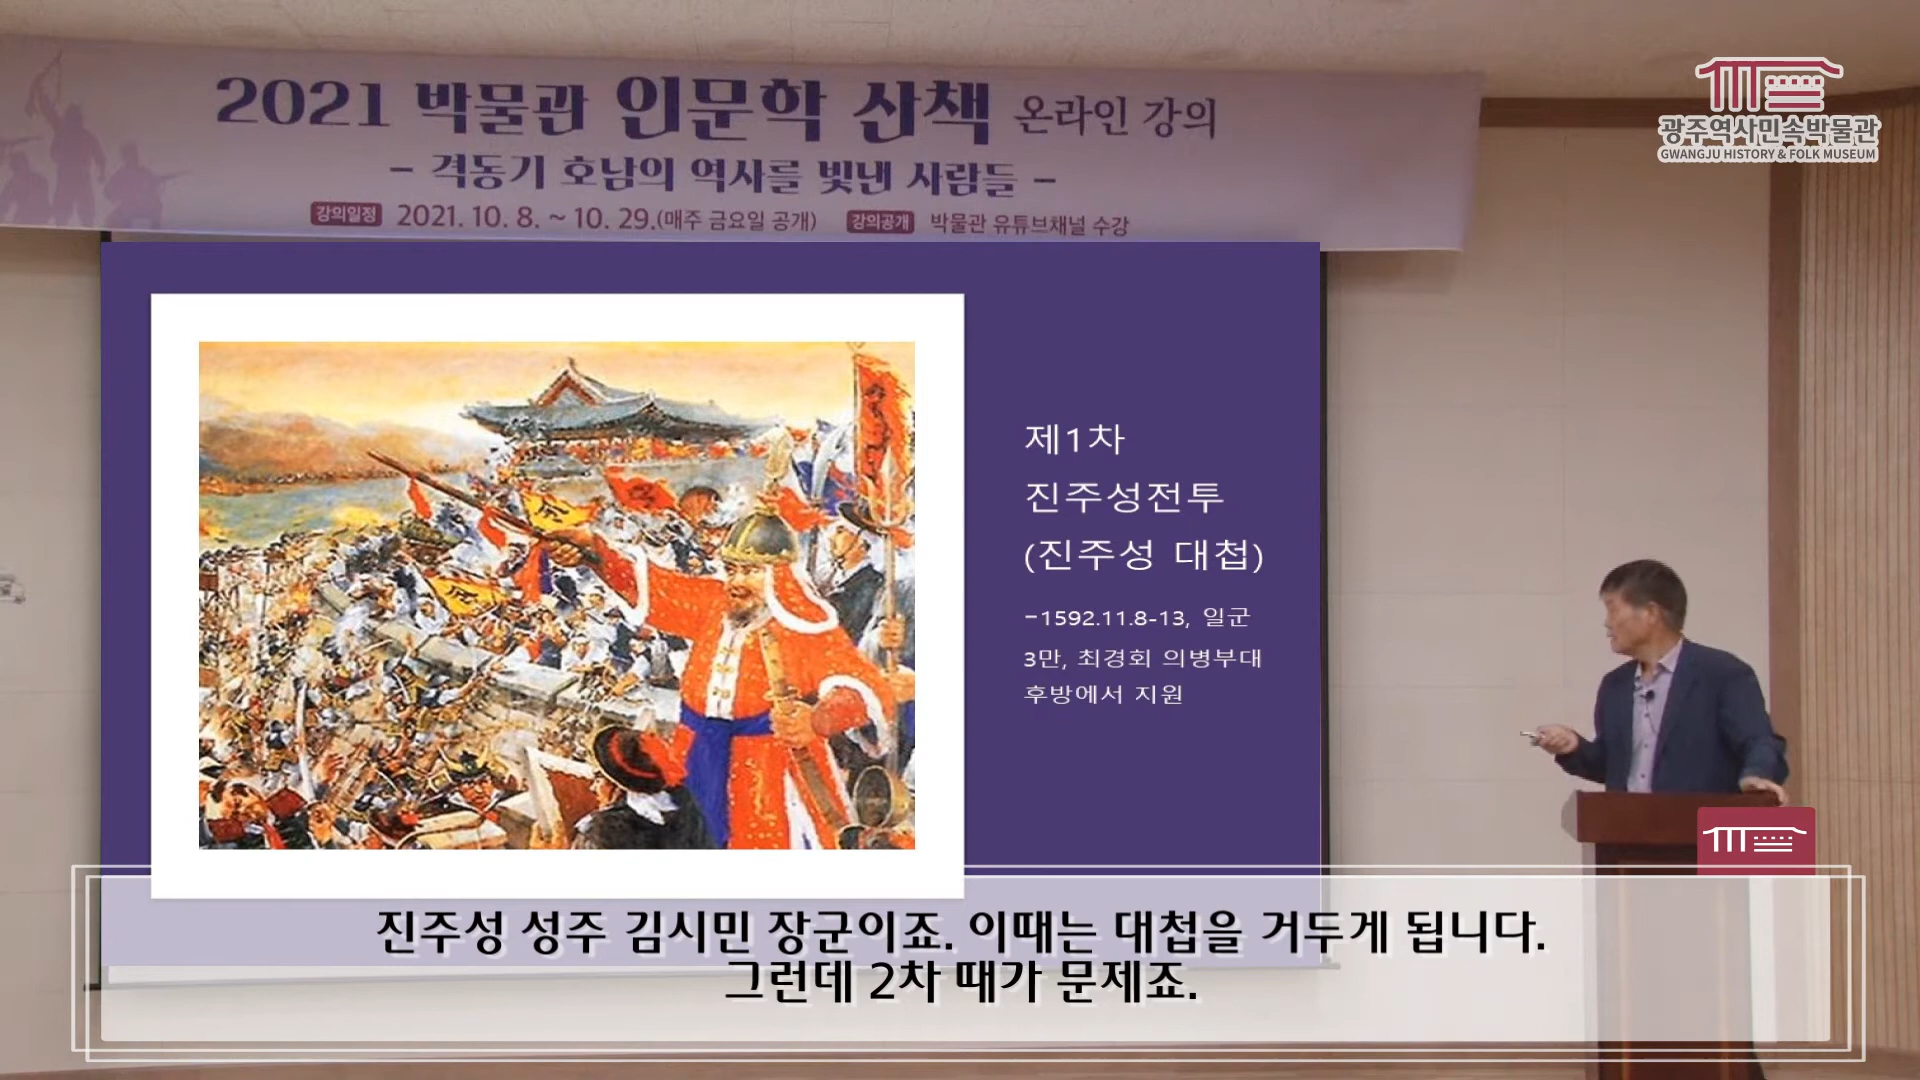 2021 박물관 인문학 산책 온라인 강의
- 격동기 호남의 역사를 빛낸 사람들 -
강의일정 2021. 10. 8. ~ 10. 29.(매주 금요일 공개) 강의공개 박물관 유튜브채널 수강
광주역사민속박물관
GWANGJU HISTORY & FOLK MUSEUM
제1차
진주성전투
(진주성 대첩)
-1592.11.8-13, 일군
3만, 최경회 의병부대
후방에서 지원
진주성 성주 김시민 장군이죠. 이때는 대첩을 거두게 됩니다.
그런데 2차 때가 문제죠.